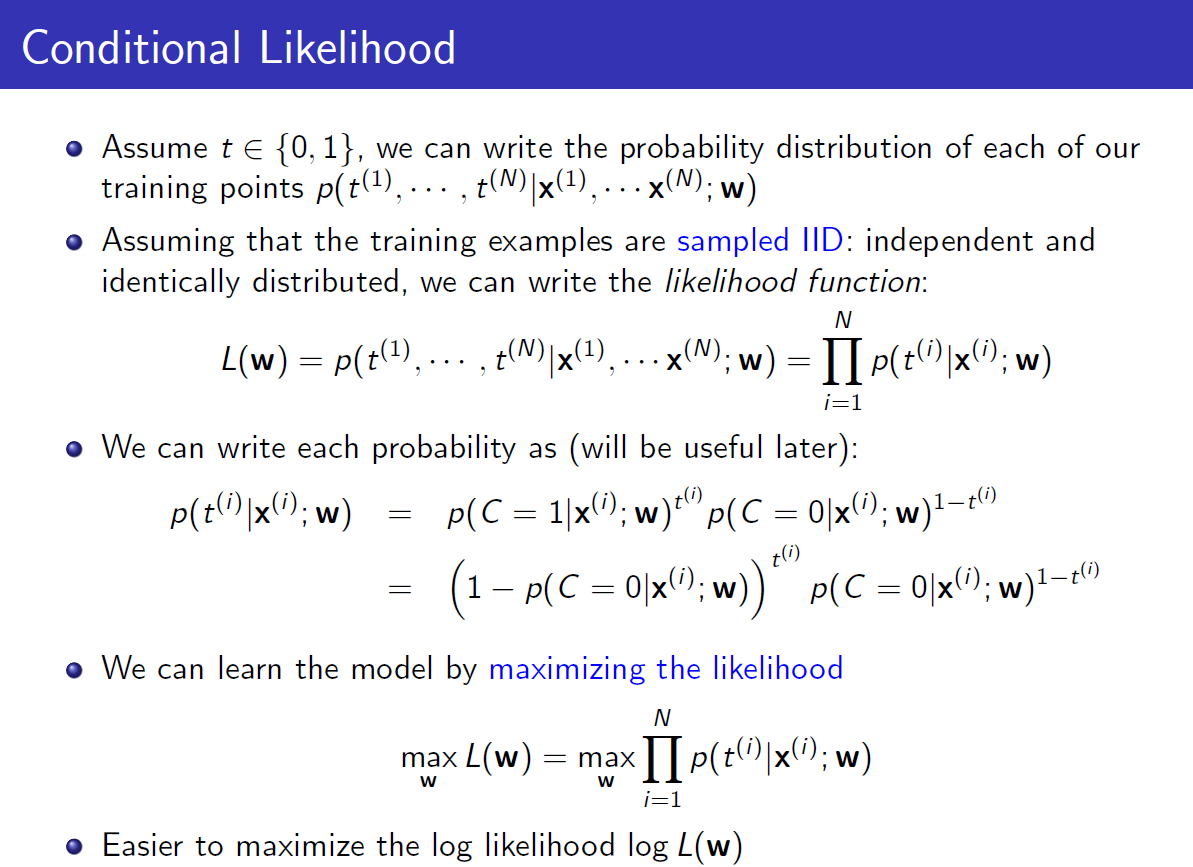 Conditional Likelihood
Assume t ∈ {0, 1}, we can write the probability distribution of each of our
training points p(t^(1), ··· , t^(N)|x^(1), ··· x^(N); w)
Assuming that the training examples are sampled IID: independent and
identically distributed, we can write the likelihood function:
L(w) = p(t^(1), ··· , t^(N)|x^(1), ··· x^(N); w) = ∏_{i=1}^{N} p(t^(i)|x^(i); w)
We can write each probability as (will be useful later):
p(t^(i)|x^(i); w) = p(C = 1|x^(i); w)^{t^(i)} p(C = 0|x^(i); w)^{1−t^(i)}
= (1 − p(C = 0|x^(i); w))^{t^(i)} p(C = 0|x^(i); w)^{1−t^(i)}
We can learn the model by maximizing the likelihood
max_w L(w) = max_w ∏_{i=1}^{N} p(t^(i)|x^(i); w)
Easier to maximize the log likelihood log L(w)